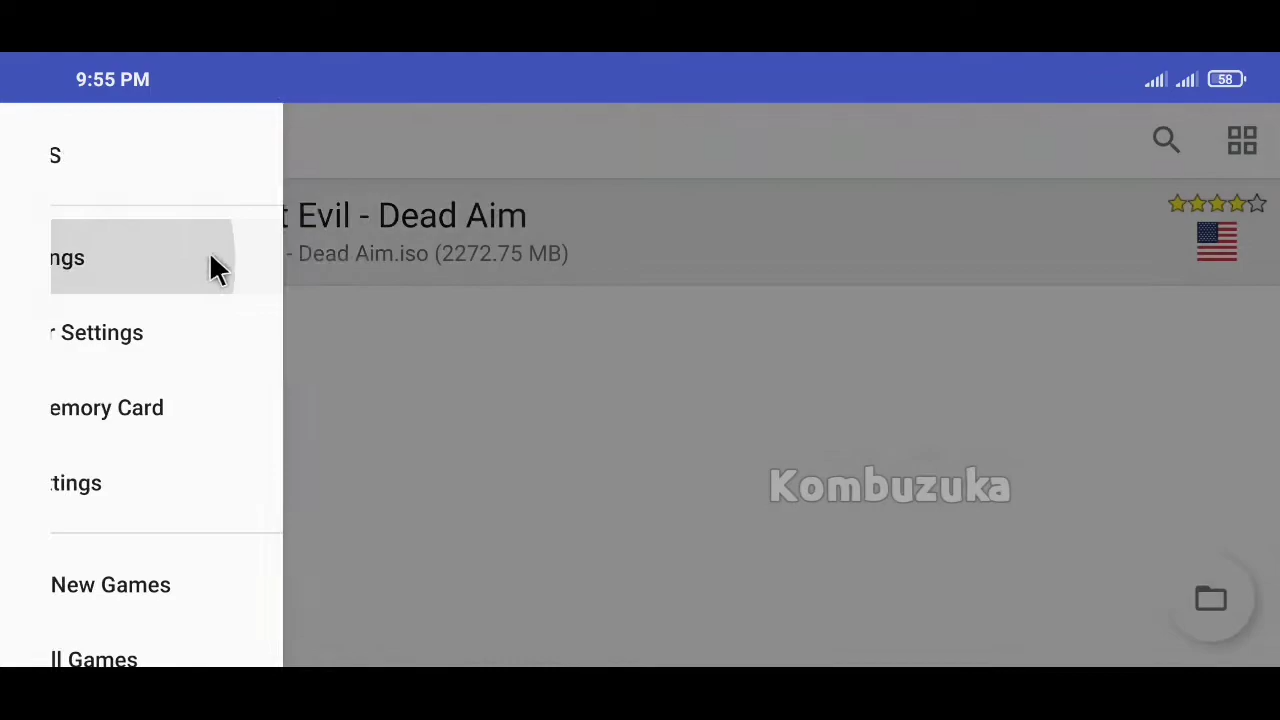 9:55 PM
58
S
ngs
r Settings
emory Card
tings
New Games
ll Games
t Evil - Dead Aim
- Dead Aim.iso (2272.75 MB)
Kombuzuka